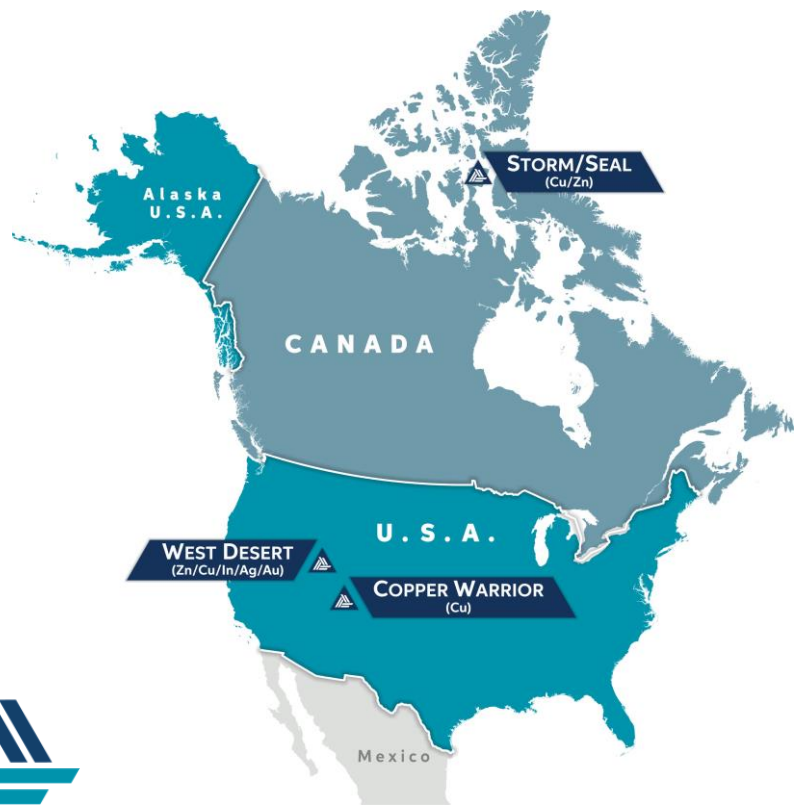 STORM/SEAL
(Cu/Zn)
Alaska
U.S.A.
CANADA
U.S.A.
WEST DESERT
(Zn/Cu/In/Ag/Au)
COPPER WARRIOR
(Cu)
Mexico